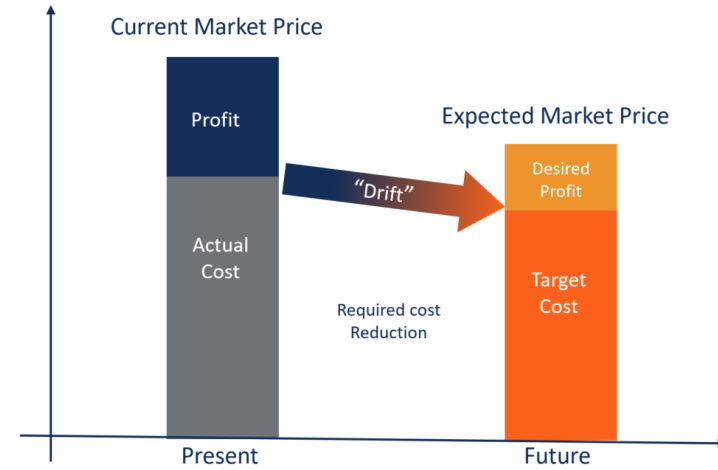 Current Market Price
Profit
Expected Market Price
Desired
Profit
“Drift”
Actual
Cost
Target
Cost
Required cost
Reduction
Present
Future